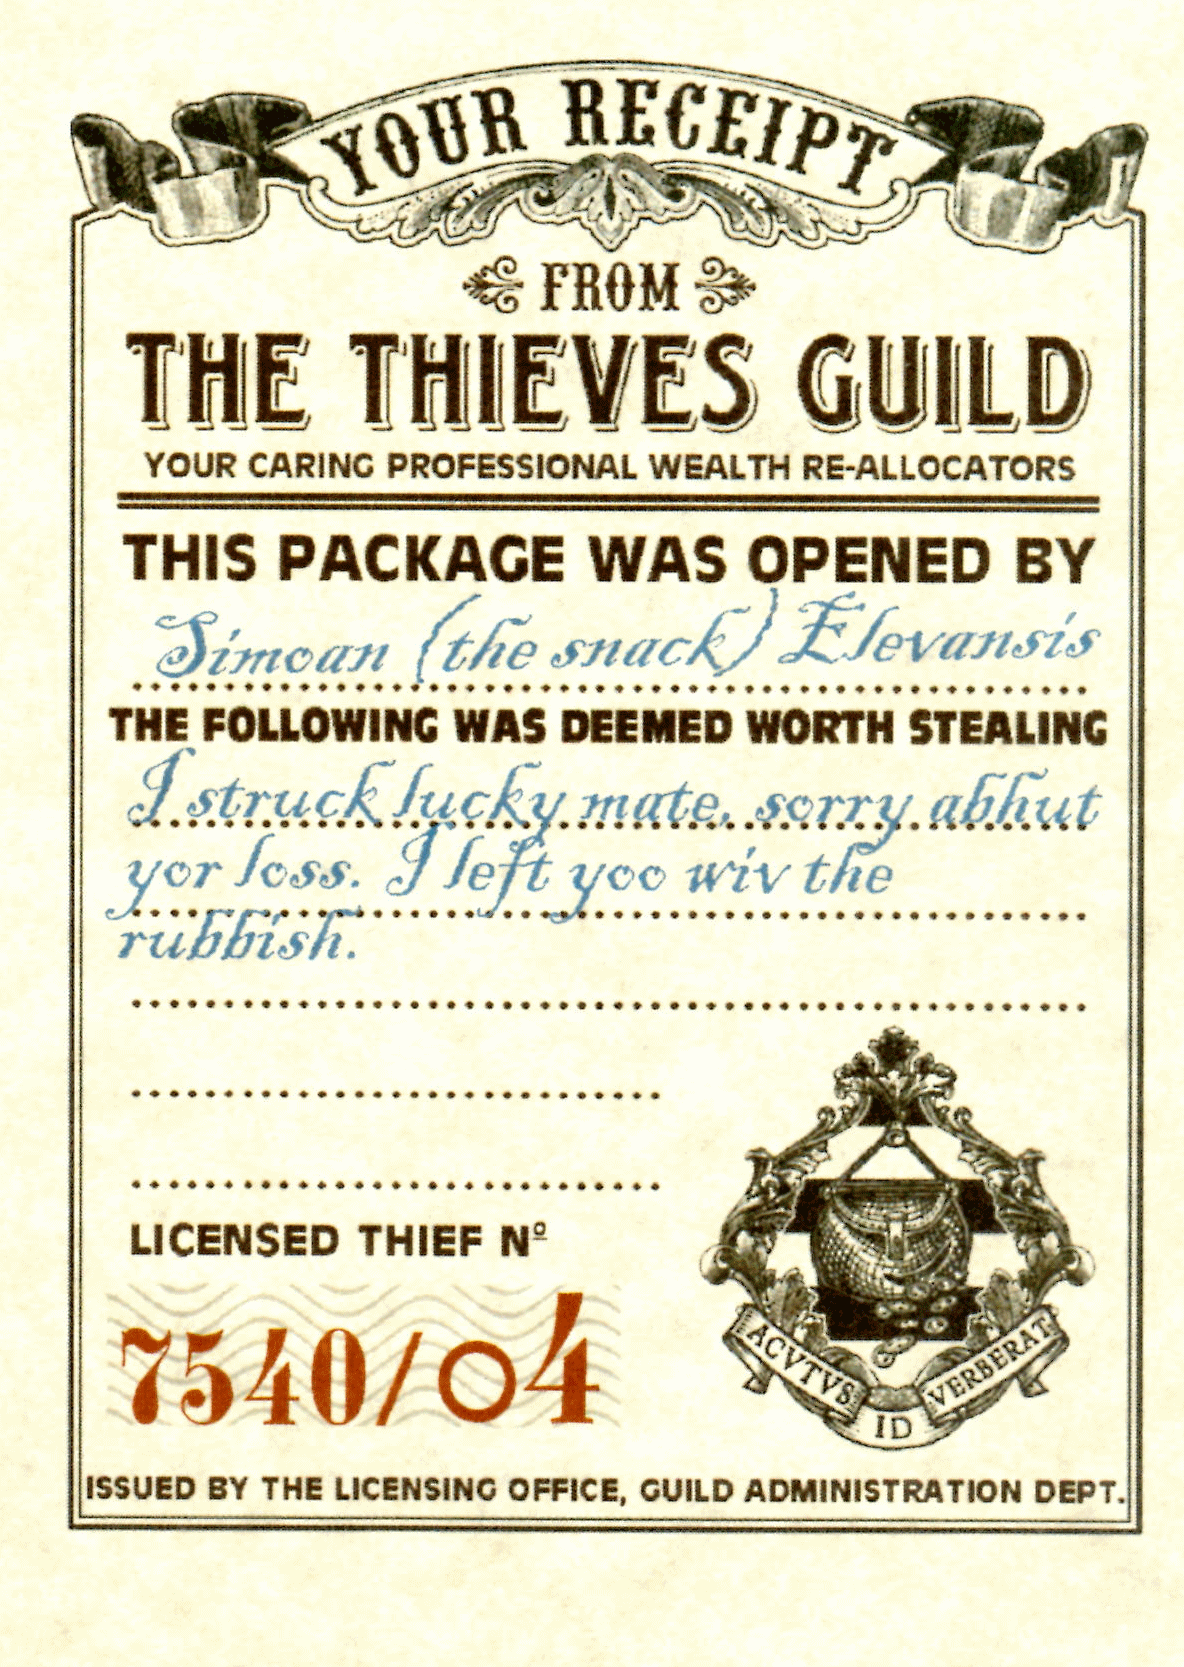 YOUR RECEIPT
FROM
THE THIEVES GUILD
YOUR CARING PROFESSIONAL WEALTH RE-ALLOCATORS
THIS PACKAGE WAS OPENED BY
Simoan (the snack) Elevansis
THE FOLLOWING WAS DEEMED WORTH STEALING
I struck lucky mate, sorry abhut
yor loss. I left yoo wiv the
rubbish.
LICENSED THIEF Nº
7540/04
ACVTVS ID VERBERAT
ISSUED BY THE LICENSING OFFICE, GUILD ADMINISTRATION DEPT.